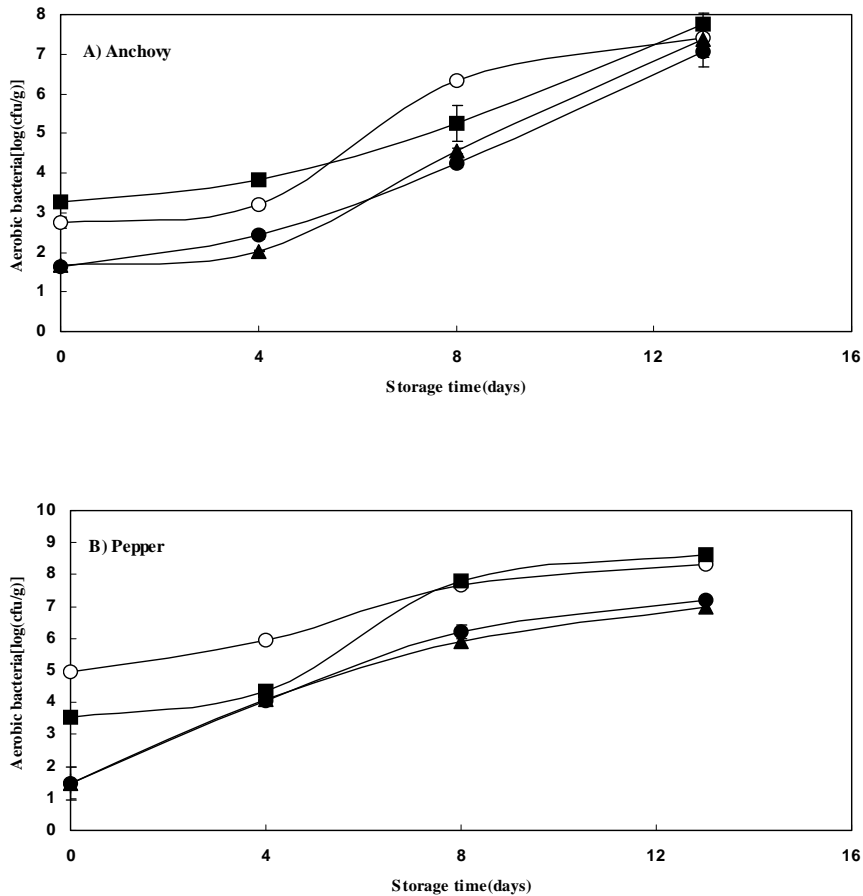 8
A) Anchovy
7
6
5
4
3
2
1
0
Aerobic bacteria[log(cfu/g)]
0 4 8 12 16
Storage time(days)
10
B) Pepper
9
8
7
6
5
4
3
2
1
0
Aerobic bacteria[log(cfu/g)]
0 4 8 12 16
Storage time(days)